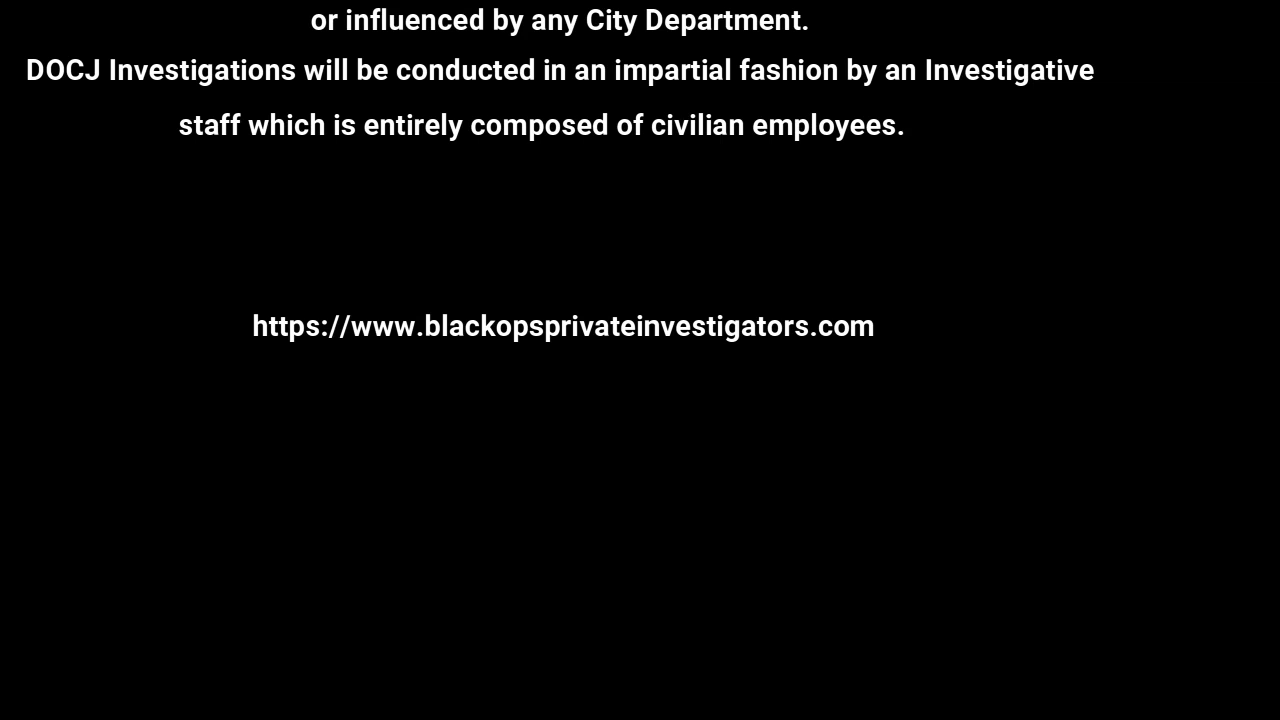 or influenced by any City Department.
DOCJ Investigations will be conducted in an impartial fashion by an Investigative
staff which is entirely composed of civilian employees.
https://www.blackopsprivateinvestigators.com